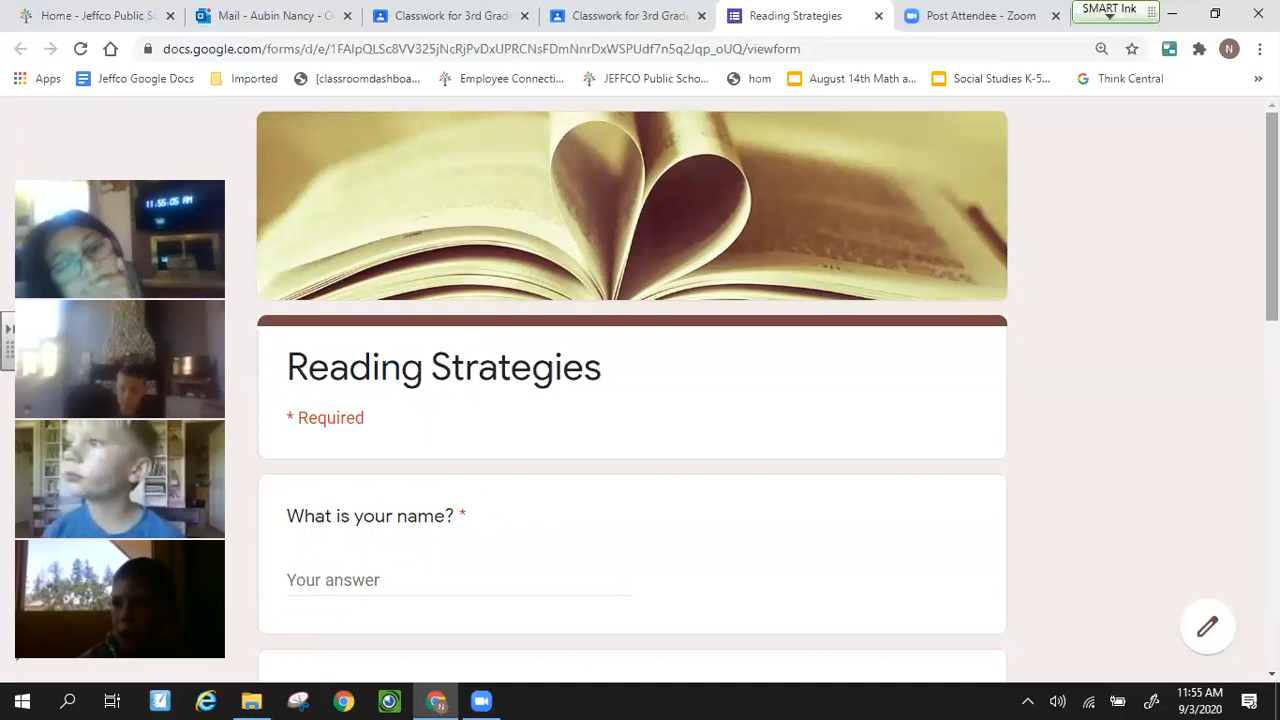 Home - Jeffco Public Sc
Mail - Aubin Nancy - O
Classwork for 3rd Grade
Classwork for 3rd Grade
Reading Strategies
Post Attendee - Zoom
SMART Ink
docs.google.com/forms/d/e/1FAIpQLSc8VV325jNcRjPvDxUPRCNsFDmNnrDxWSPUdf7n5q2Jqp_oUQ/viewform
N
Apps
Jeffco Google Docs
Imported
[classroomdashboa...
Employee Connecti...
JEFFCO Public Scho...
hom
August 14th Math a...
Social Studies K-5...
Think Central
»
11:55:05 AM
Reading Strategies
* Required
What is your name? *
Your answer
11:55 AM
9/3/2020